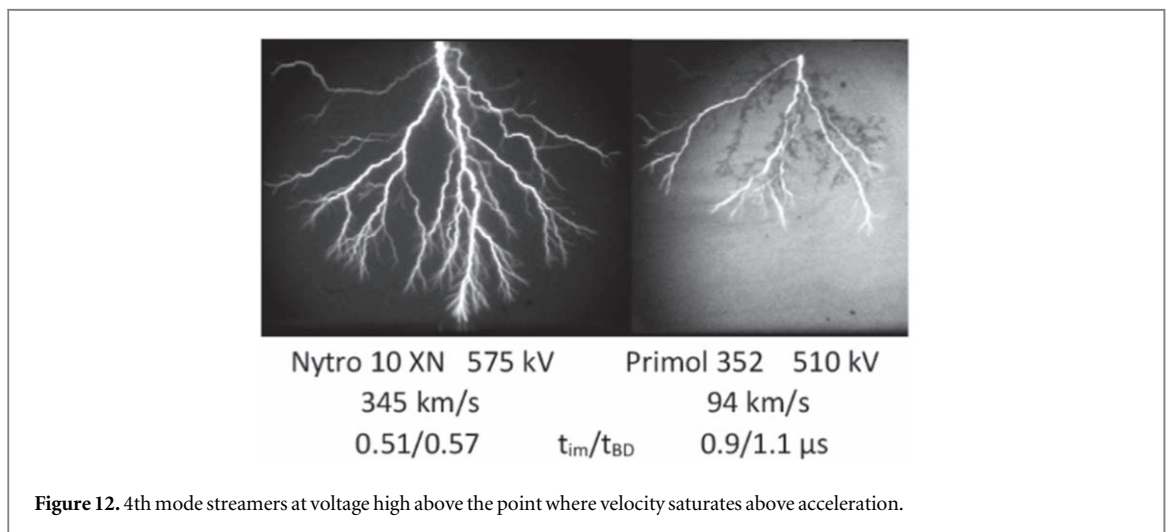 Nytro 10 XN 575 kV Primol 352 510 kV
345 km/s 94 km/s
0.51/0.57 tim/tBD 0.9/1.1 µs
Figure 12. 4th mode streamers at voltage high above the point where velocity saturates above acceleration.